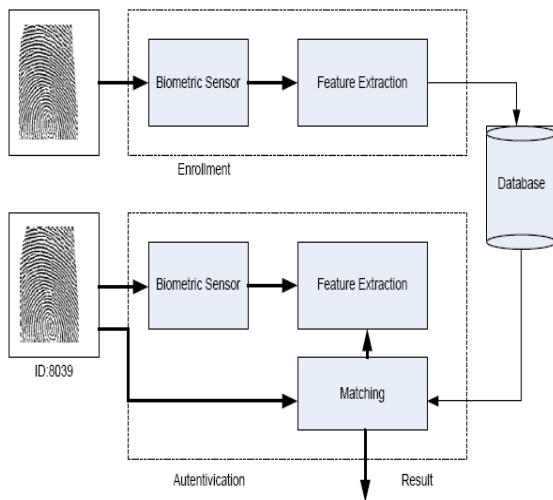 Biometric Sensor
Feature Extraction
Enrollment
Database
Biometric Sensor
Feature Extraction
ID:8039
Matching
Autentivication
Result